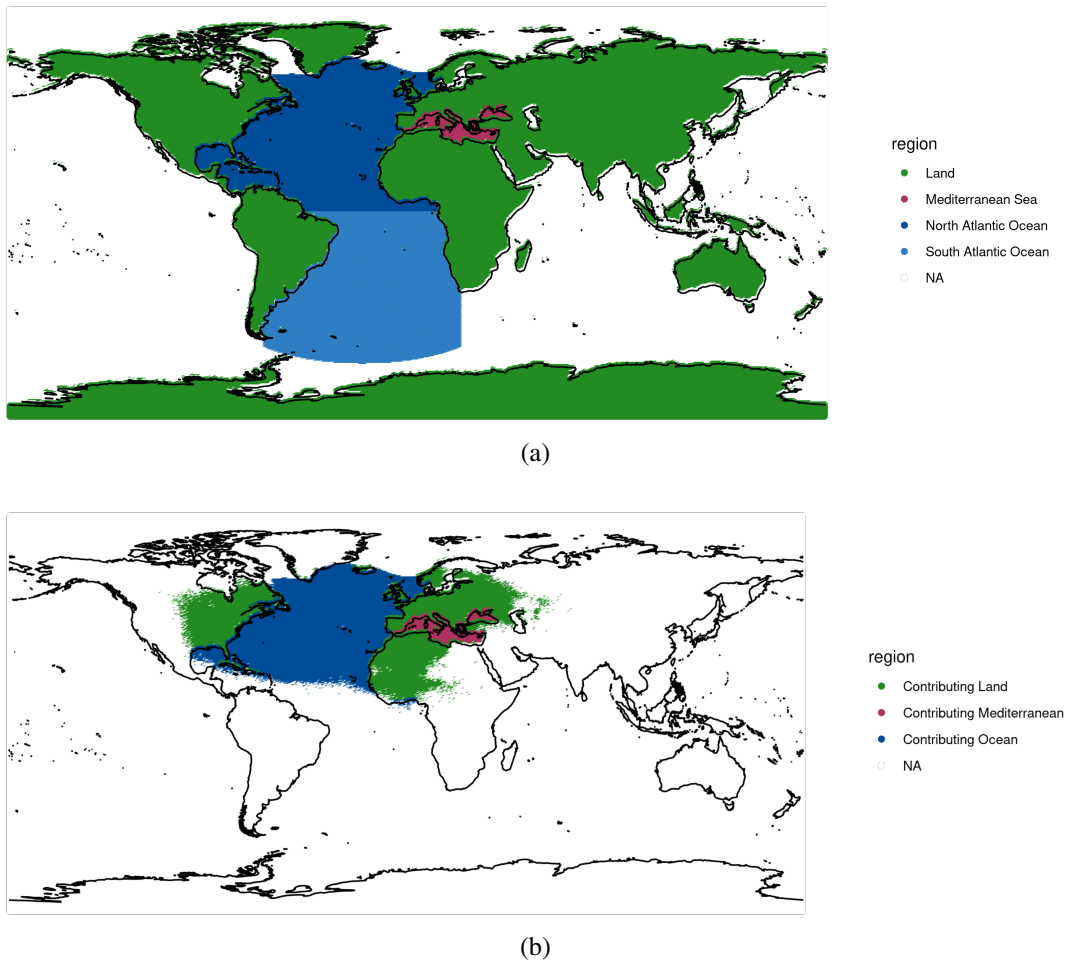 region
Land
Mediterranean Sea
North Atlantic Ocean
South Atlantic Ocean
NA
(a)
region
Contributing Land
Contributing Mediterranean
Contributing Ocean
NA
(b)